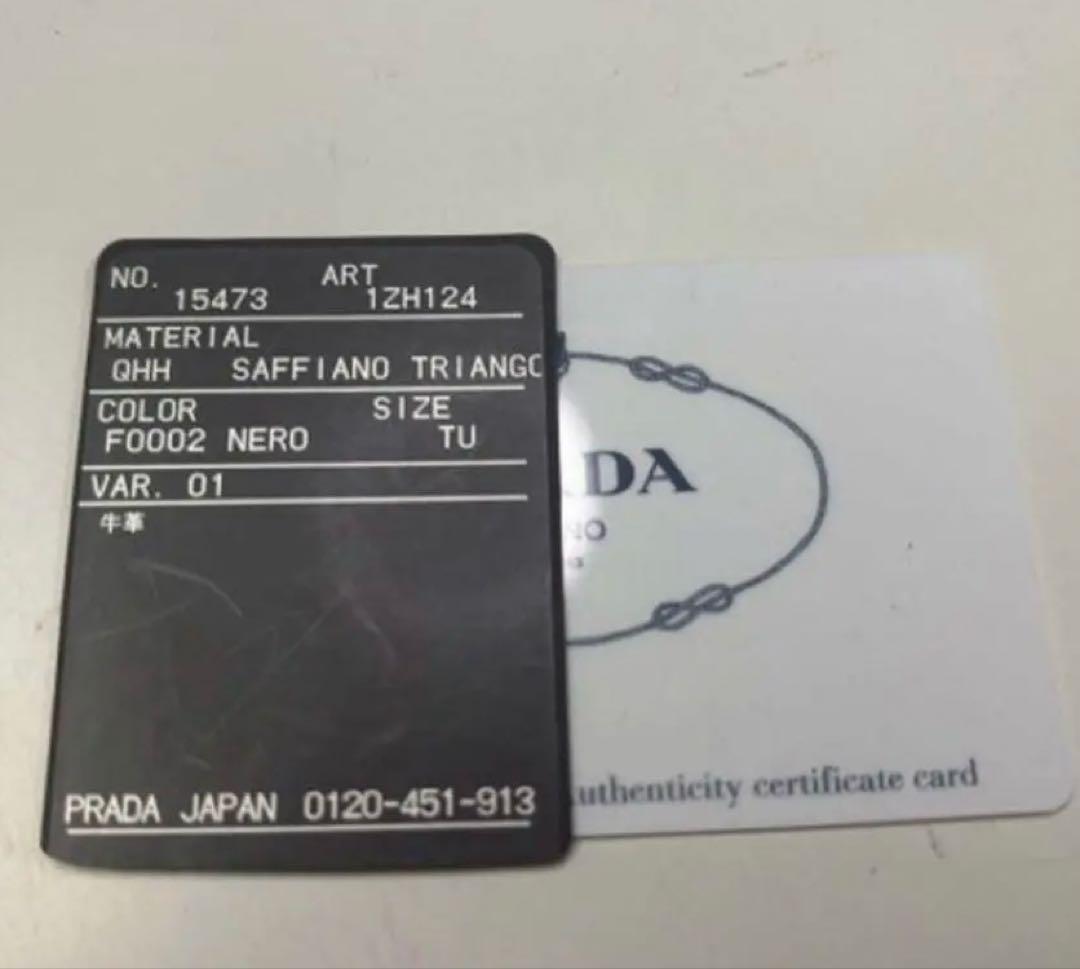 NO. ART
15473 1ZH124
MATERIAL
QHH SAFFIANO TRIANGO
COLOR SIZE
F0002 NERO TU
VAR. 01
牛革
PRADA JAPAN 0120-451-913
DA
NO
uthenticity certificate card